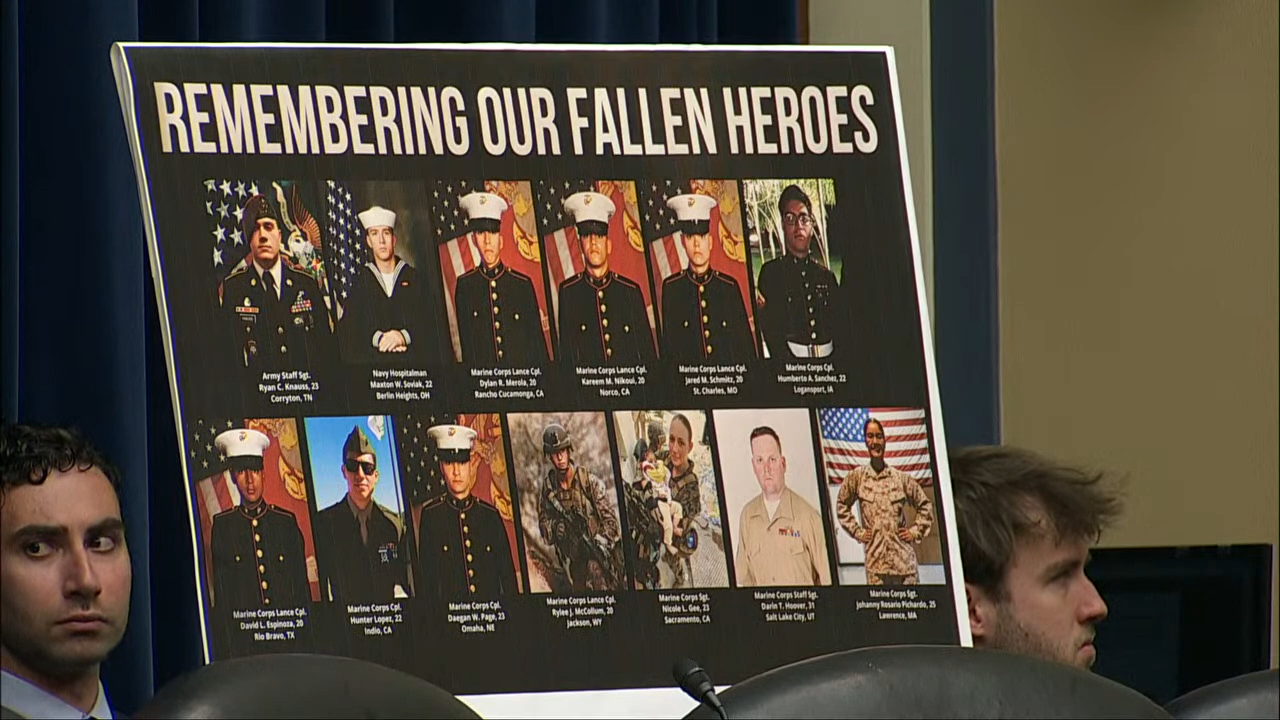 REMEMBERING OUR FALLEN HEROES
Army Staff Sgt.
Ryan C. Knauss, 23
Corryton, TN
Navy Hospitalman
Maxton W. Soviak, 22
Berlin Heights, OH
Marine Corps Lance Cpl.
Dylan R. Merola, 20
Rancho Cucamonga, CA
Marine Corps Lance Cpl.
Kareem M. Nikoui, 20
Norco, CA
Marine Corps Lance Cpl.
Jared M. Schmitz, 20
St. Charles, MO
Marine Corps Cpl.
Humberto A. Sanchez, 22
Logansport, IA
Marine Corps Lance Cpl.
David L. Espinoza, 20
Rio Bravo, TX
Marine Corps Cpl.
Hunter Lopez, 22
Indio, CA
Marine Corps Cpl.
Daegan W. Page, 23
Omaha, NE
Marine Corps Lance Cpl.
Rylee J. McCollum, 20
Jackson, WY
Marine Corps Sgt.
Nicole L. Gee, 23
Sacramento, CA
Marine Corps Staff Sgt.
Darin T. Hoover, 31
Salt Lake City, UT
Marine Corps Sgt.
Johanny Rosario Pichardo, 25
Lawrence, MA